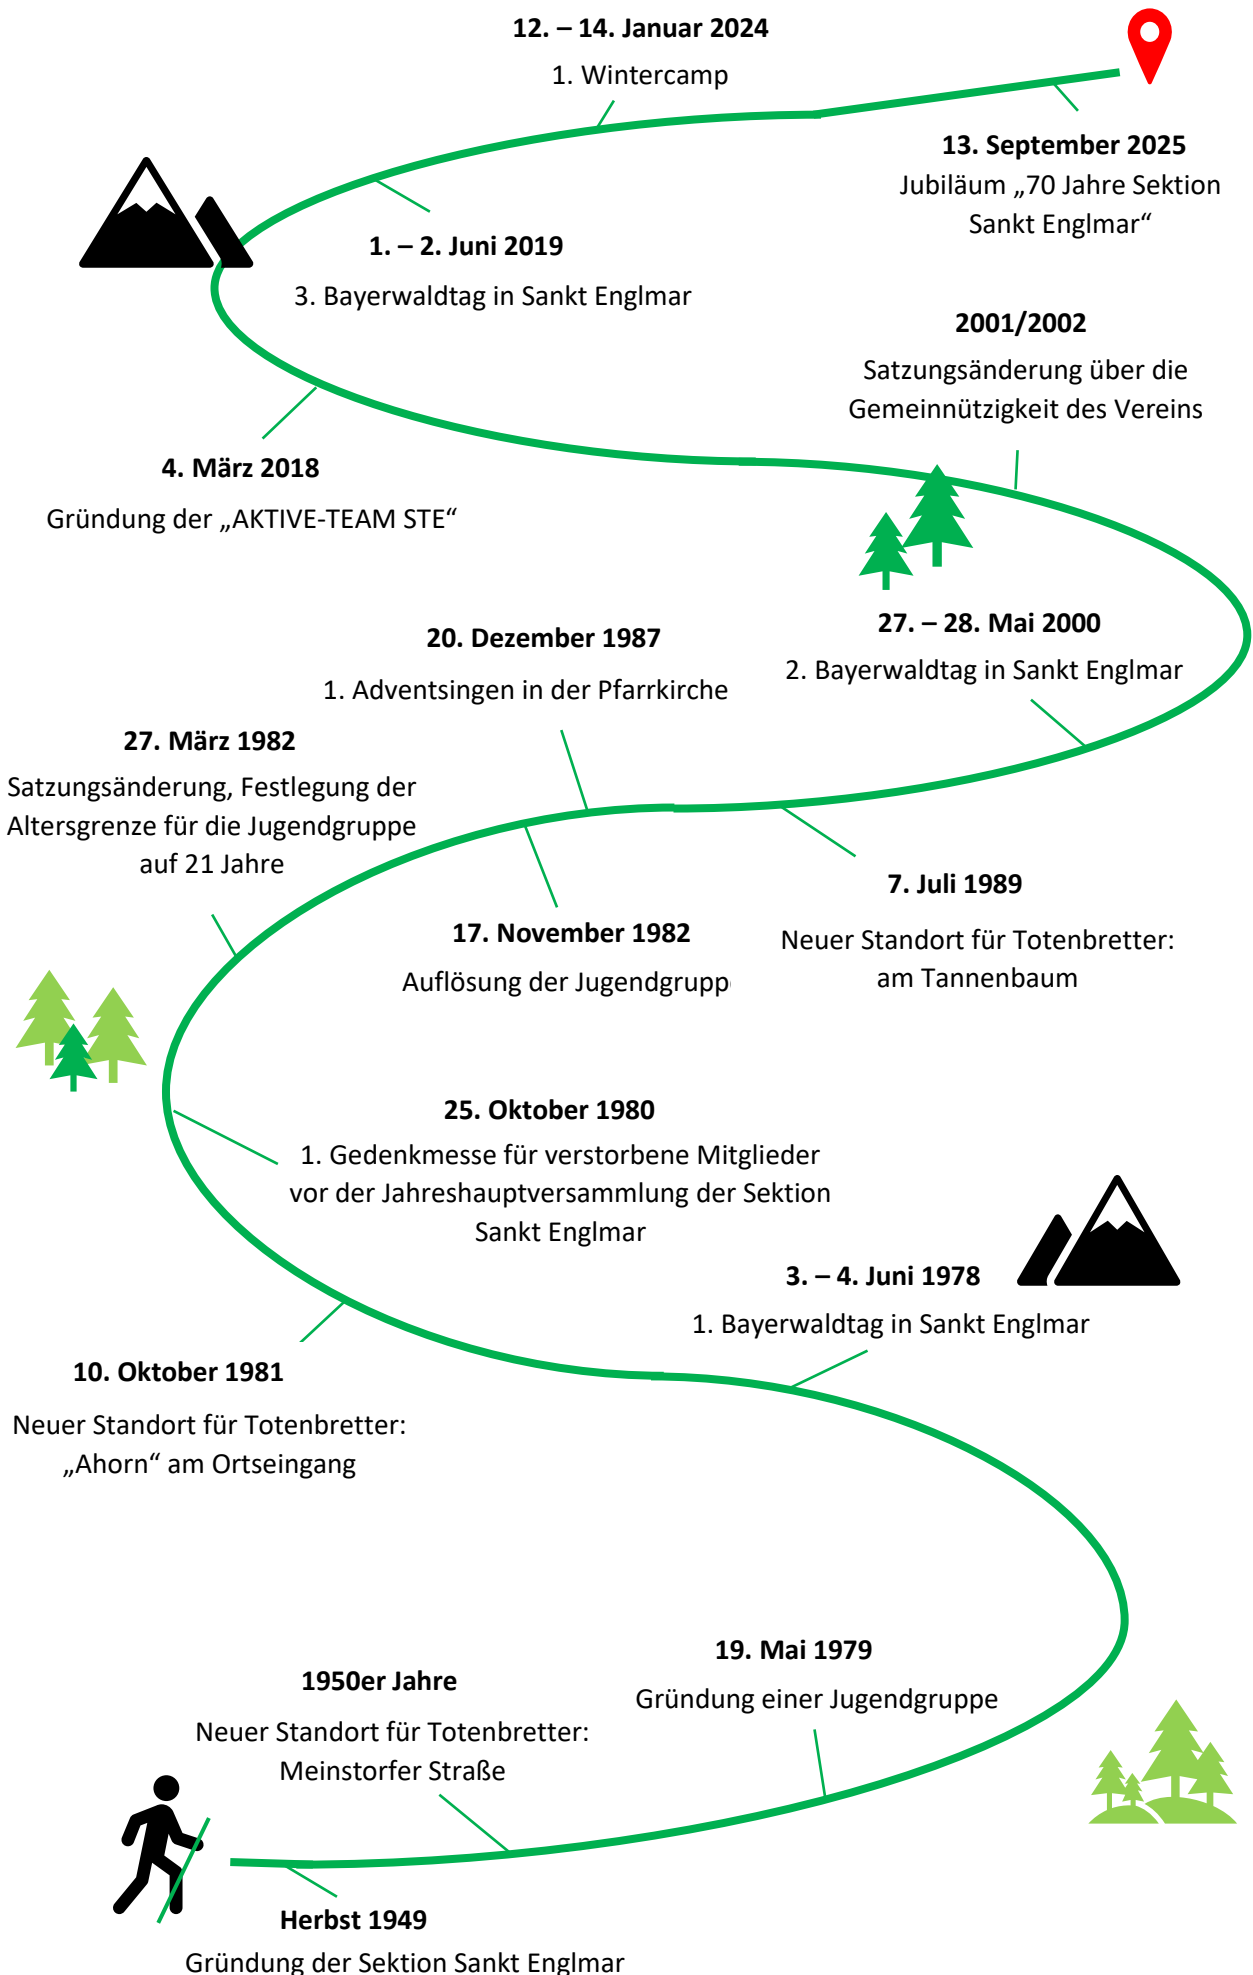 12. – 14. Januar 2024
1. Wintercamp
13. September 2025
Jubiläum „70 Jahre Sektion
Sankt Englmar“
1. – 2. Juni 2019
3. Bayerwaldtag in Sankt Englmar
2001/2002
Satzungsänderung über die
Gemeinnützigkeit des Vereins
4. März 2018
Gründung der „AKTIVE-TEAM STE“
27. – 28. Mai 2000
2. Bayerwaldtag in Sankt Englmar
20. Dezember 1987
1. Adventsingen in der Pfarrkirche
27. März 1982
Satzungsänderung, Festlegung der
Altersgrenze für die Jugendgruppe
auf 21 Jahre
7. Juli 1989
Neuer Standort für Totenbretter:
am Tannenbaum
17. November 1982
Auflösung der Jugendgrupp
25. Oktober 1980
1. Gedenkmesse für verstorbene Mitglieder
vor der Jahreshauptversammlung der Sektion
Sankt Englmar
3. – 4. Juni 1978
1. Bayerwaldtag in Sankt Englmar
10. Oktober 1981
Neuer Standort für Totenbretter:
„Ahorn“ am Ortseingang
19. Mai 1979
Gründung einer Jugendgruppe
1950er Jahre
Neuer Standort für Totenbretter:
Meinstorfer Straße
Herbst 1949
Gründung der Sektion Sankt Englmar